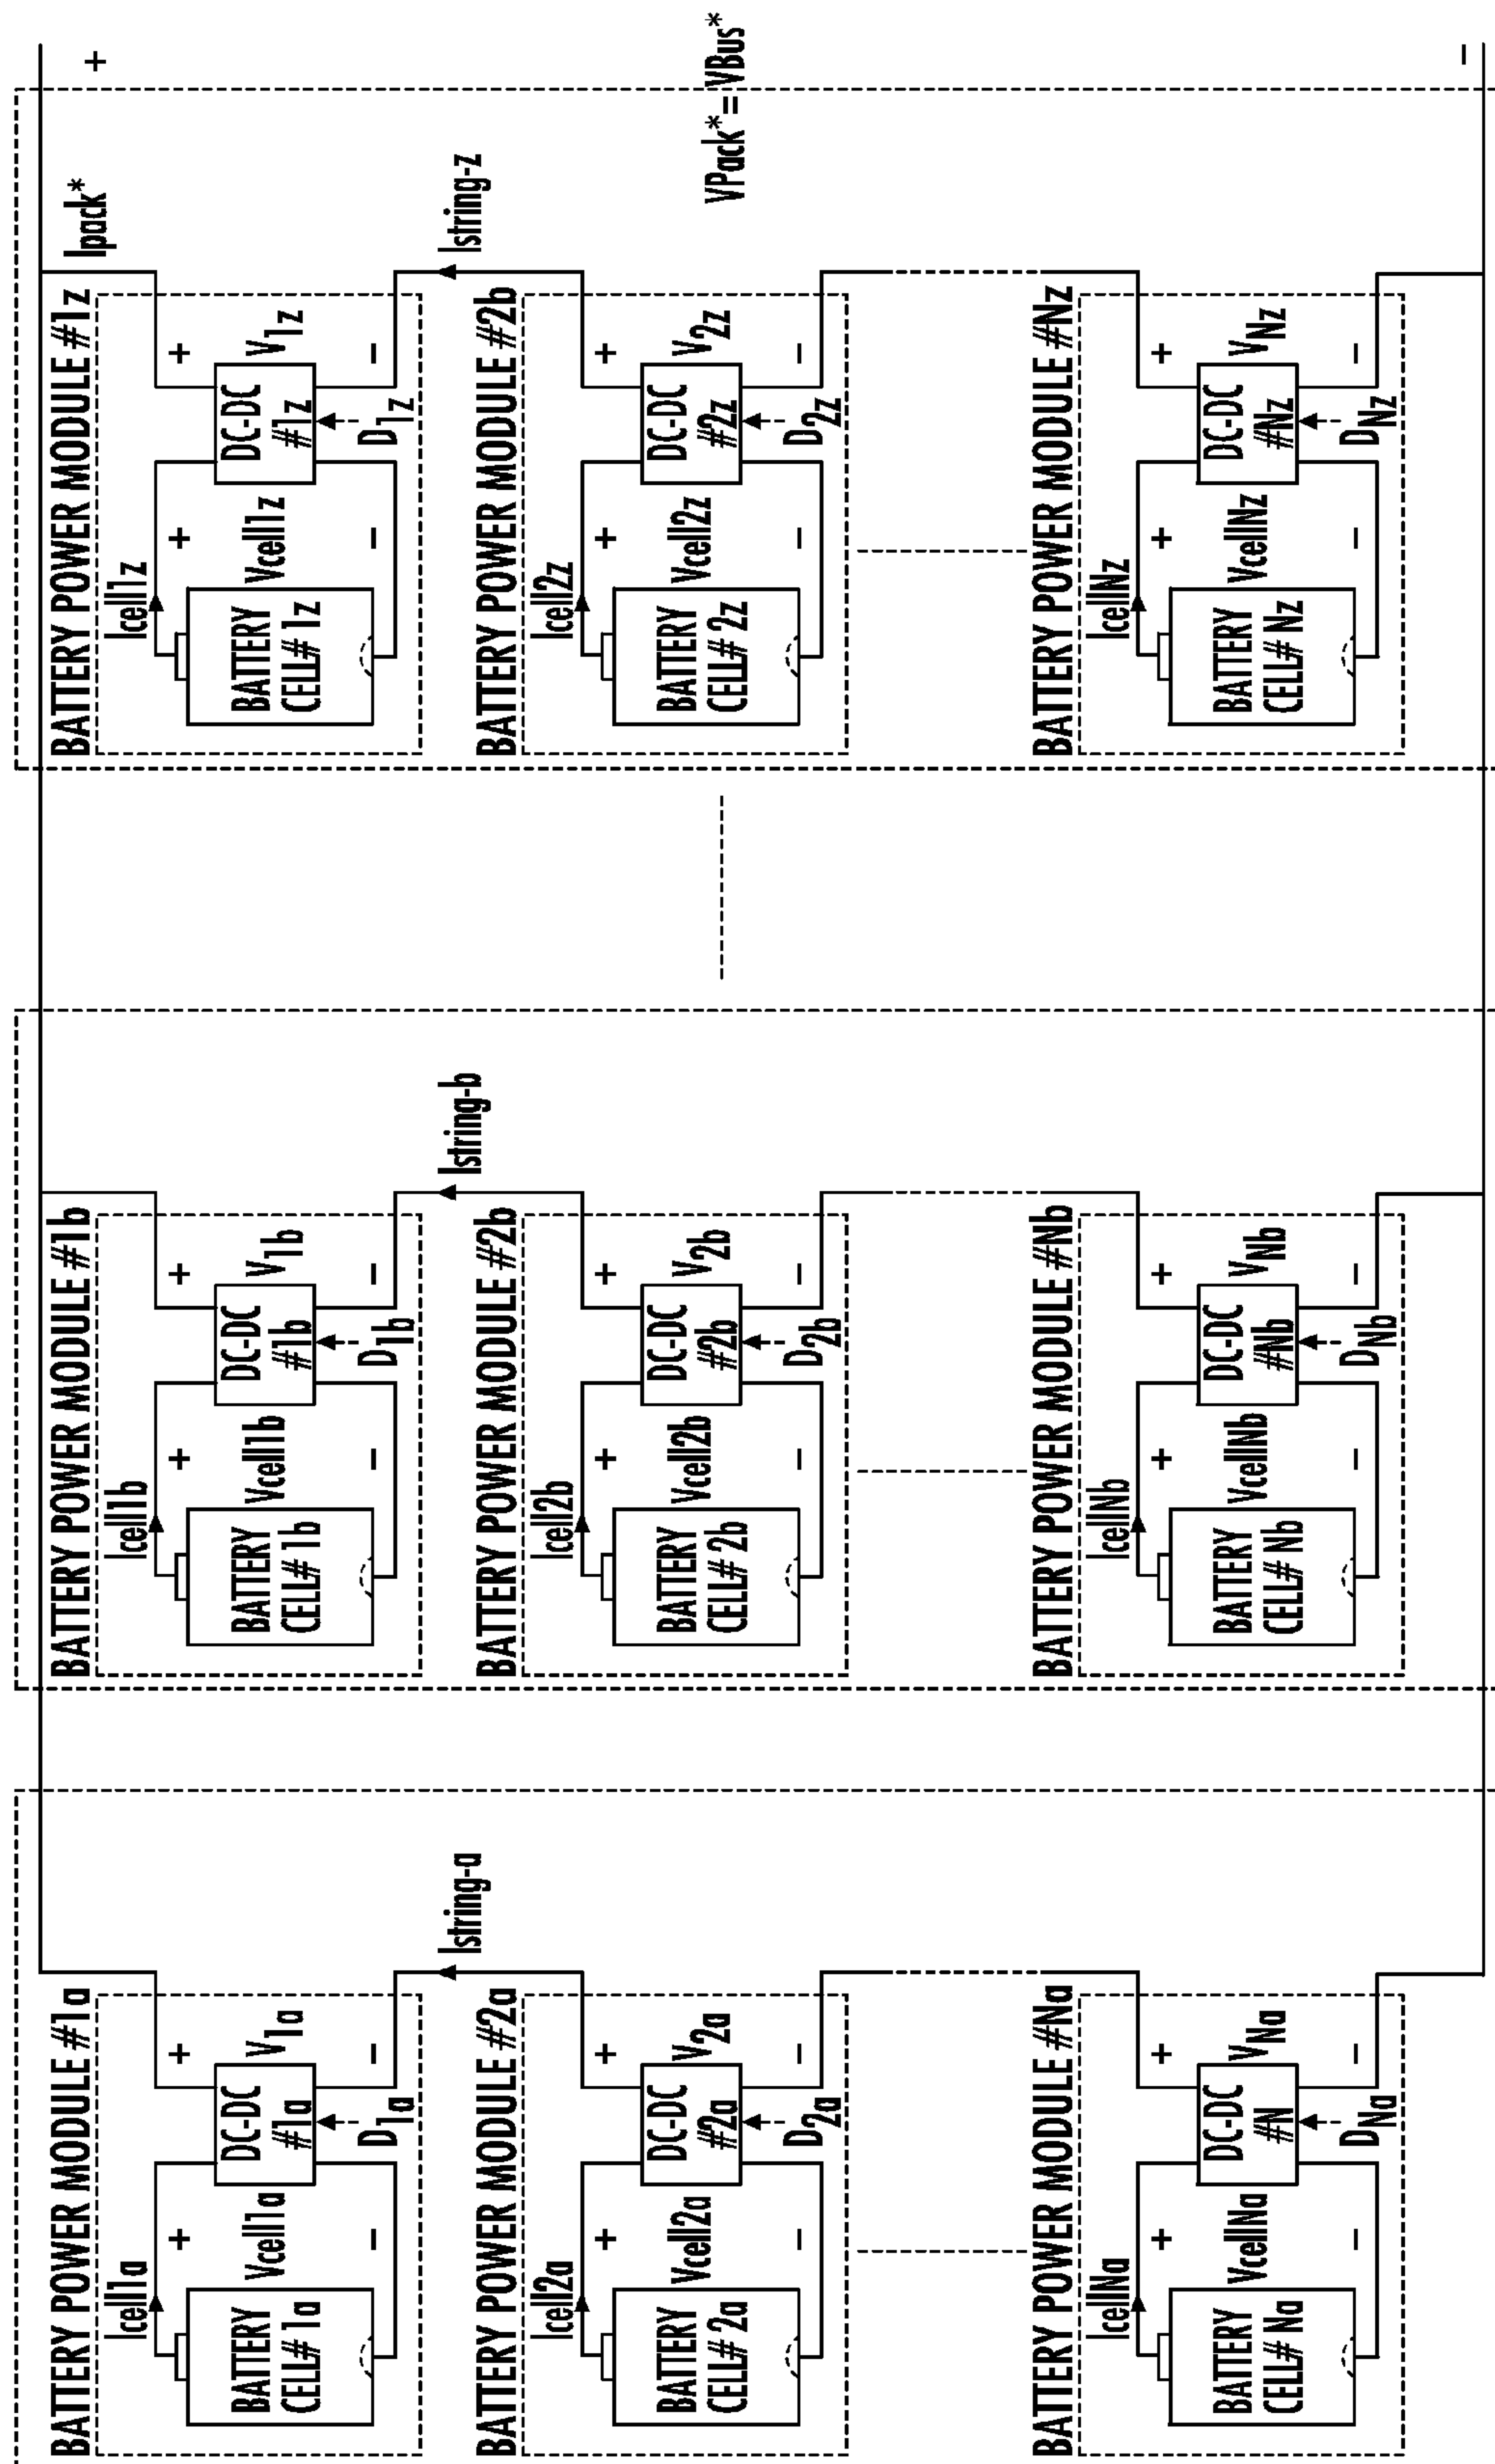 BATTERY POWER MODULE #1a
Icell1a
BATTERY
CELL# 1a
+
Vcell1a
−
DC-DC
#1a
D1a
+
V1a
−
Istring-a
BATTERY POWER MODULE #2a
Icell2a
BATTERY
CELL# 2a
+
Vcell2a
−
DC-DC
#2a
D2a
+
V2a
−
BATTERY POWER MODULE #Na
IcellNa
BATTERY
CELL# Na
+
VcellNa
−
DC-DC
#N
DNa
+
VNa
−
BATTERY POWER MODULE #1b
Icell1b
BATTERY
CELL# 1b
+
Vcell1b
−
DC-DC
#1b
D1b
+
V1b
−
Istring-b
BATTERY POWER MODULE #2b
Icell2b
BATTERY
CELL# 2b
+
Vcell2b
−
DC-DC
#2b
D2b
+
V2b
−
BATTERY POWER MODULE #Nb
IcellNb
BATTERY
CELL# Nb
+
VcellNb
−
DC-DC
#Nb
DNb
+
VNb
−
BATTERY POWER MODULE #1z
Ipack*
Icell1z
BATTERY
CELL# 1z
+
Vcell1z
−
DC-DC
#1z
D1z
+
V1z
−
Istring-z
BATTERY POWER MODULE #2b
Icell2z
BATTERY
CELL# 2z
+
Vcell2z
−
DC-DC
#2z
D2z
+
V2z
−
BATTERY POWER MODULE #Nz
IcellNz
BATTERY
CELL# Nz
+
VcellNz
−
DC-DC
#Nz
DNz
+
VNz
−
+
VPack*=VBus*
−